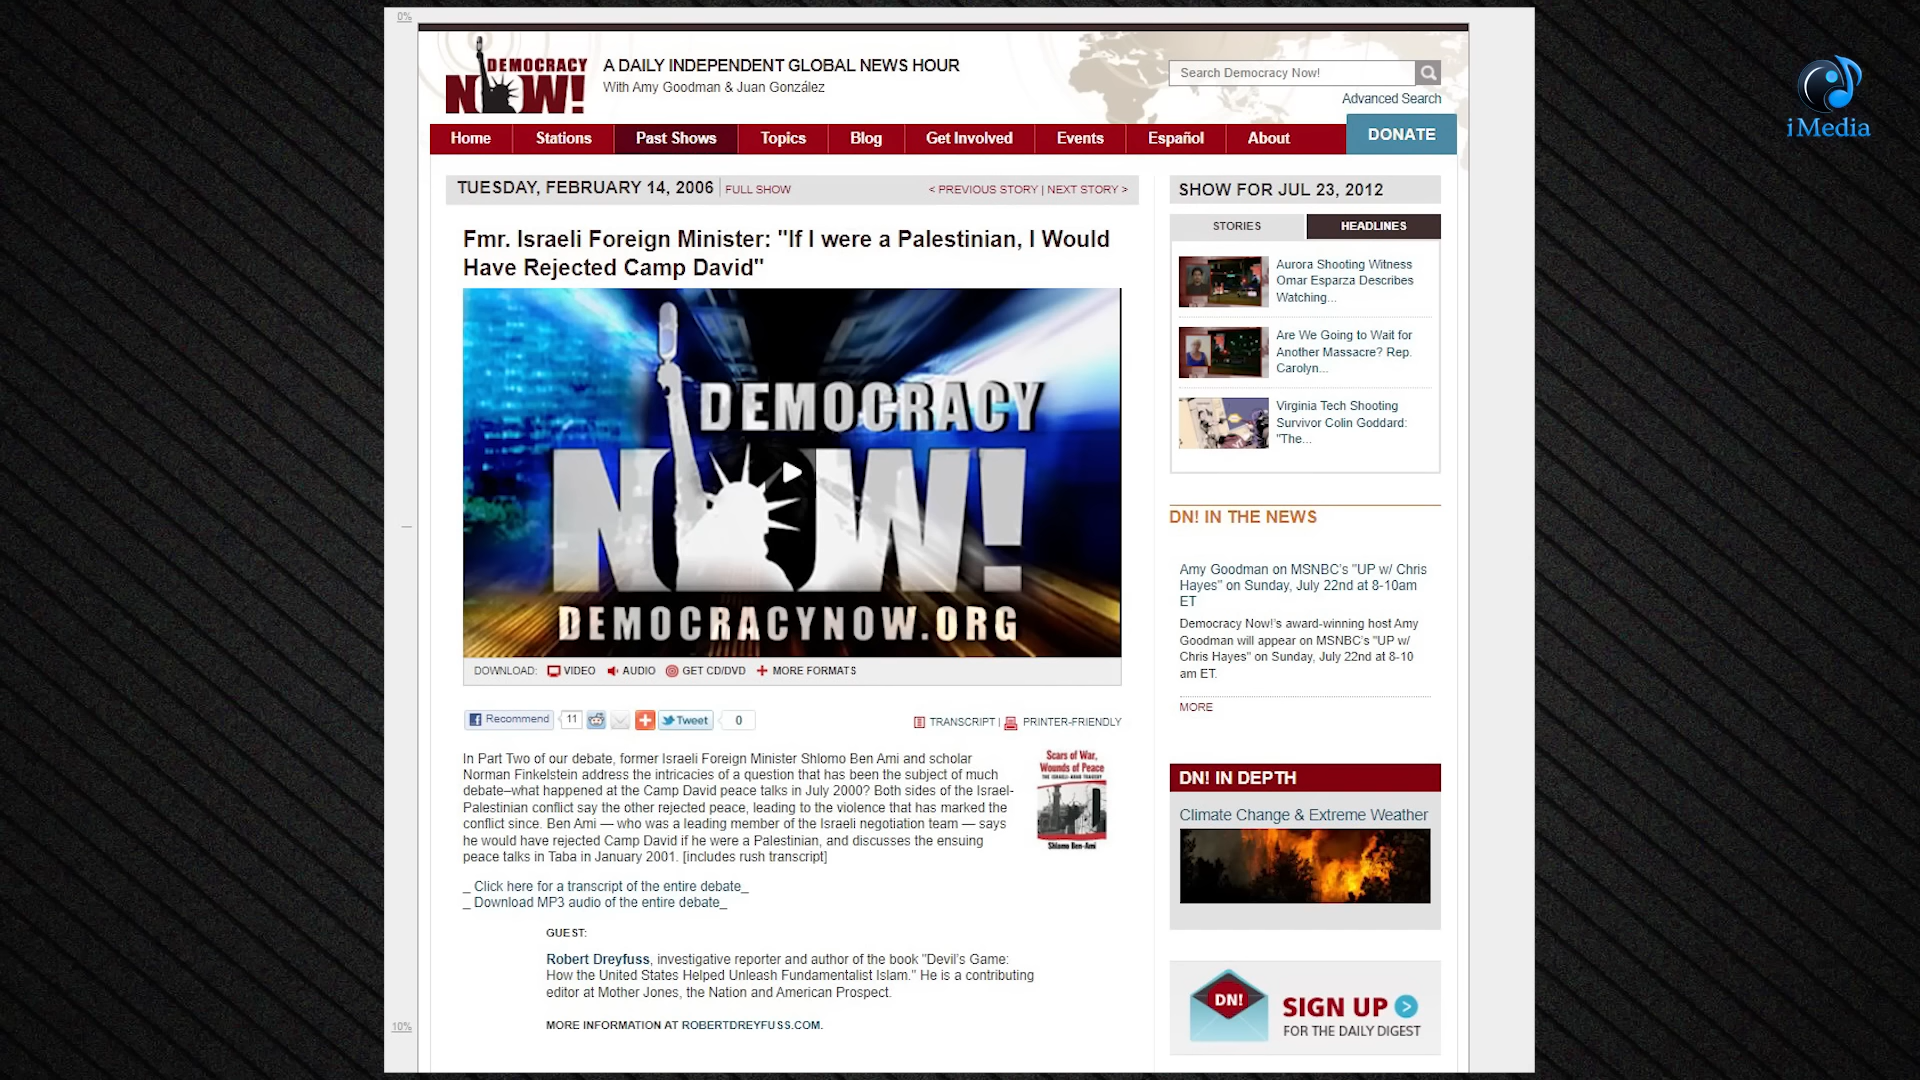 0%
DEMOCRACY
NOW!
A DAILY INDEPENDENT GLOBAL NEWS HOUR
With Amy Goodman & Juan González
Search Democracy Now!
Advanced Search
iMedia
Home Stations Past Shows Topics Blog Get Involved Events Español About DONATE
TUESDAY, FEBRUARY 14, 2006 FULL SHOW < PREVIOUS STORY | NEXT STORY >
Fmr. Israeli Foreign Minister: "If I were a Palestinian, I Would
Have Rejected Camp David"
DEMOCRACY
NOW!
DEMOCRACYNOW.ORG
DOWNLOAD: VIDEO AUDIO GET CD/DVD MORE FORMATS
Recommend 11 Tweet 0 TRANSCRIPT | PRINTER-FRIENDLY
In Part Two of our debate, former Israeli Foreign Minister Shlomo Ben Ami and scholar
Norman Finkelstein address the intricacies of a question that has been the subject of much
debate–what happened at the Camp David peace talks in July 2000? Both sides of the Israel-
Palestinian conflict say the other rejected peace, leading to the violence that has marked the
conflict since. Ben Ami — who was a leading member of the Israeli negotiation team — says
he would have rejected Camp David if he were a Palestinian, and discusses the ensuing
peace talks in Taba in January 2001. [includes rush transcript]
Scars of War,
Wounds of Peace
THE ISRAELI-ARAB TRAGEDY
Shlomo Ben-Ami
_ Click here for a transcript of the entire debate_
_ Download MP3 audio of the entire debate_
GUEST:
Robert Dreyfuss, investigative reporter and author of the book "Devil's Game:
How the United States Helped Unleash Fundamentalist Islam." He is a contributing
editor at Mother Jones, the Nation and American Prospect.
MORE INFORMATION AT ROBERTDREYFUSS.COM.
10%
SHOW FOR JUL 23, 2012
STORIES HEADLINES
Aurora Shooting Witness
Omar Esparza Describes
Watching...
Are We Going to Wait for
Another Massacre? Rep.
Carolyn...
Virginia Tech Shooting
Survivor Colin Goddard:
"The...
DN! IN THE NEWS
Amy Goodman on MSNBC's "UP w/ Chris
Hayes" on Sunday, July 22nd at 8-10am
ET
Democracy Now!'s award-winning host Amy
Goodman will appear on MSNBC's "UP w/
Chris Hayes" on Sunday, July 22nd at 8-10
am ET.
MORE
DN! IN DEPTH
Climate Change & Extreme Weather
DN!
SIGN UP >
FOR THE DAILY DIGEST